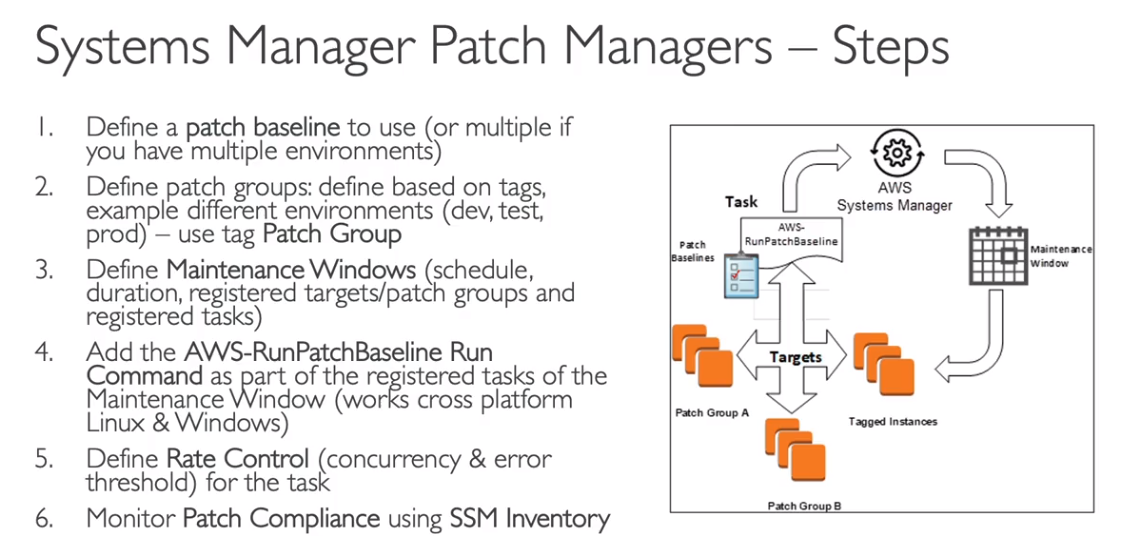 Systems Manager Patch Managers – Steps
1. Define a patch baseline to use (or multiple if
you have multiple environments)
2. Define patch groups: define based on tags,
example different environments (dev, test,
prod) – use tag Patch Group
3. Define Maintenance Windows (schedule,
duration, registered targets/patch groups and
registered tasks)
4. Add the AWS-RunPatchBaseline Run
Command as part of the registered tasks of the
Maintenance Window (works cross platform
Linux & Windows)
5. Define Rate Control (concurrency & error
threshold) for the task
6. Monitor Patch Compliance using SSM Inventory
AWS
Systems Manager
Task
AWS-
RunPatchBaseline
Patch
Baselines
Maintenance
Window
Targets
Patch Group A
Tagged Instances
Patch Group B